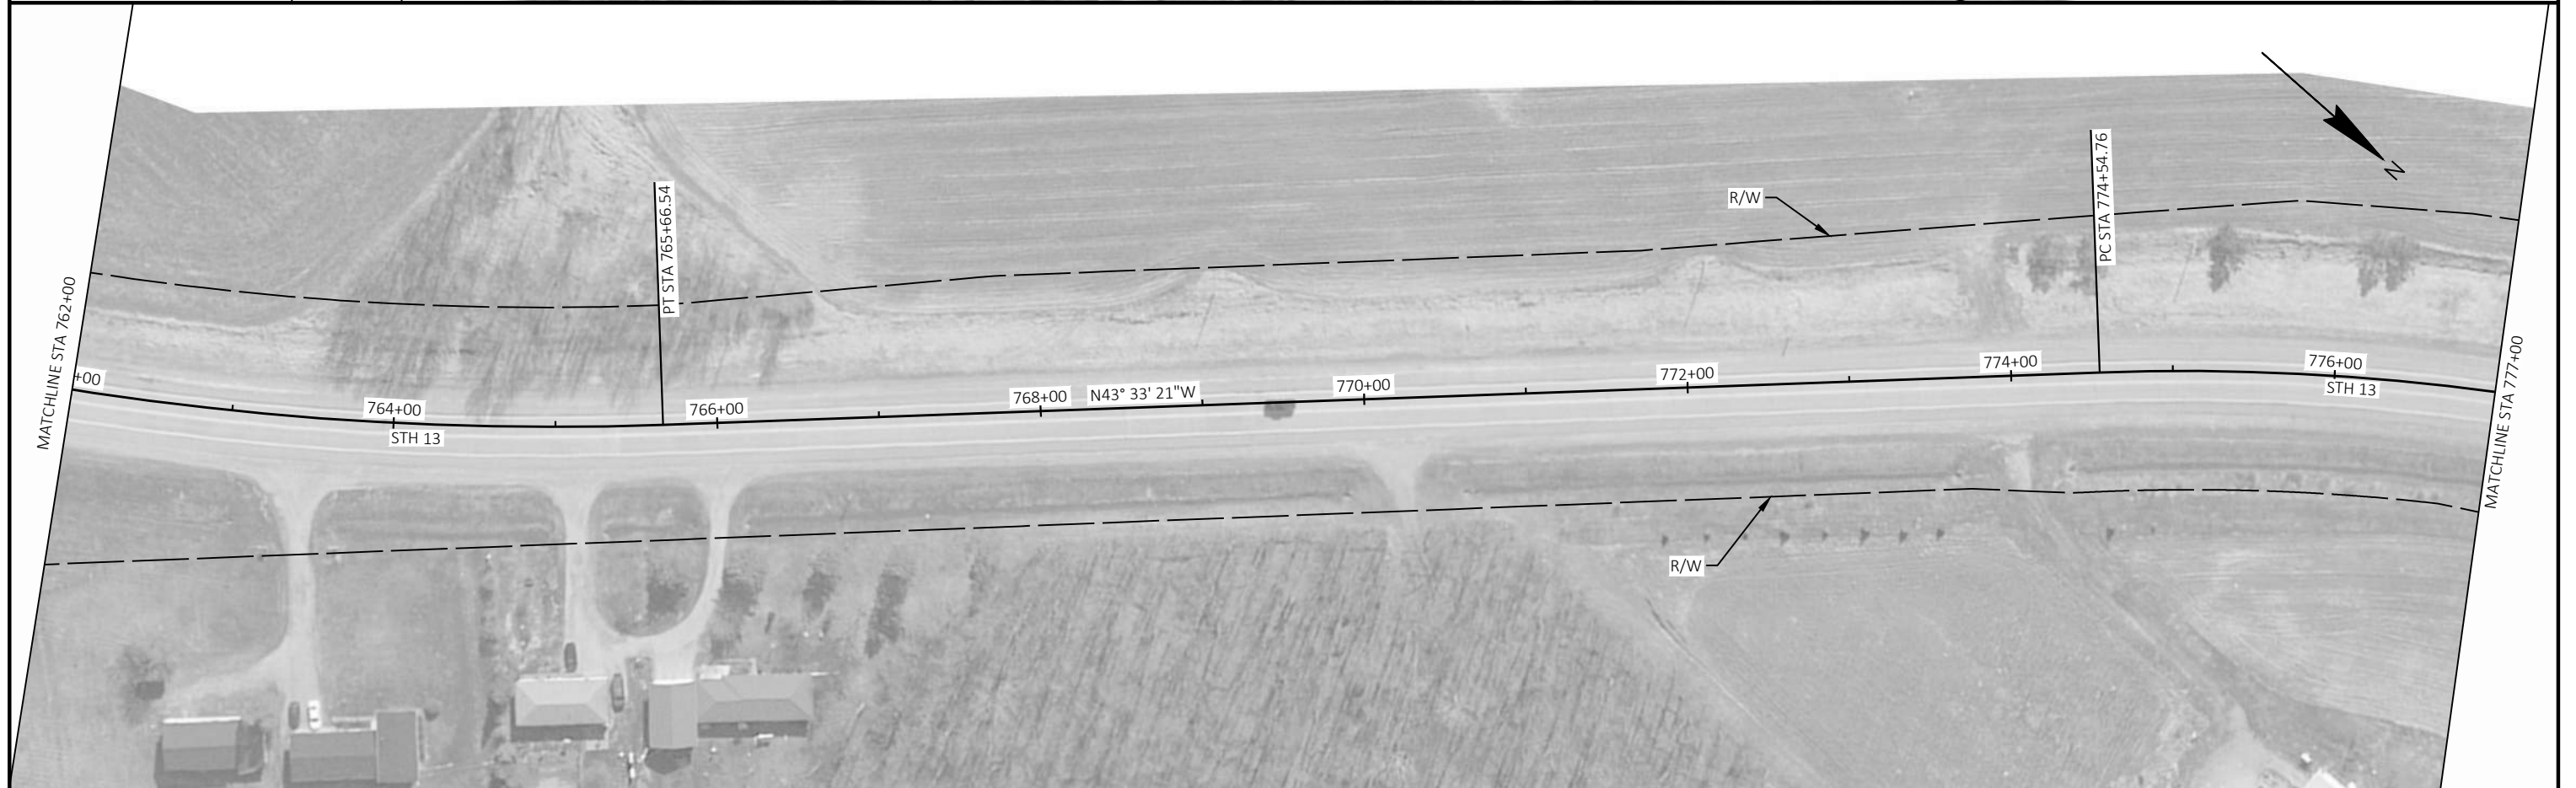 MATCHLINE STA 762+00
+00
764+00
STH 13
PT STA 765+66.54
766+00
768+00
N43° 33' 21"W
770+00
R/W
772+00
R/W
774+00
PC STA 774+54.76
776+00
STH 13
N
MATCHLINE STA 777+00